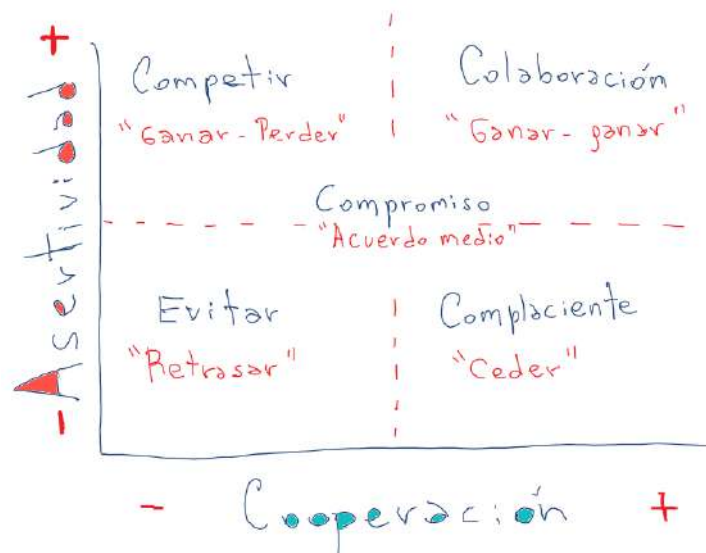 +
Asertividad
-
Competir
"Ganar - Perder"
Colaboración
"Ganar - ganar"
Compromiso
"Acuerdo medio"
Evitar
"Retrasar"
Complaciente
"Ceder"
- Cooperación +